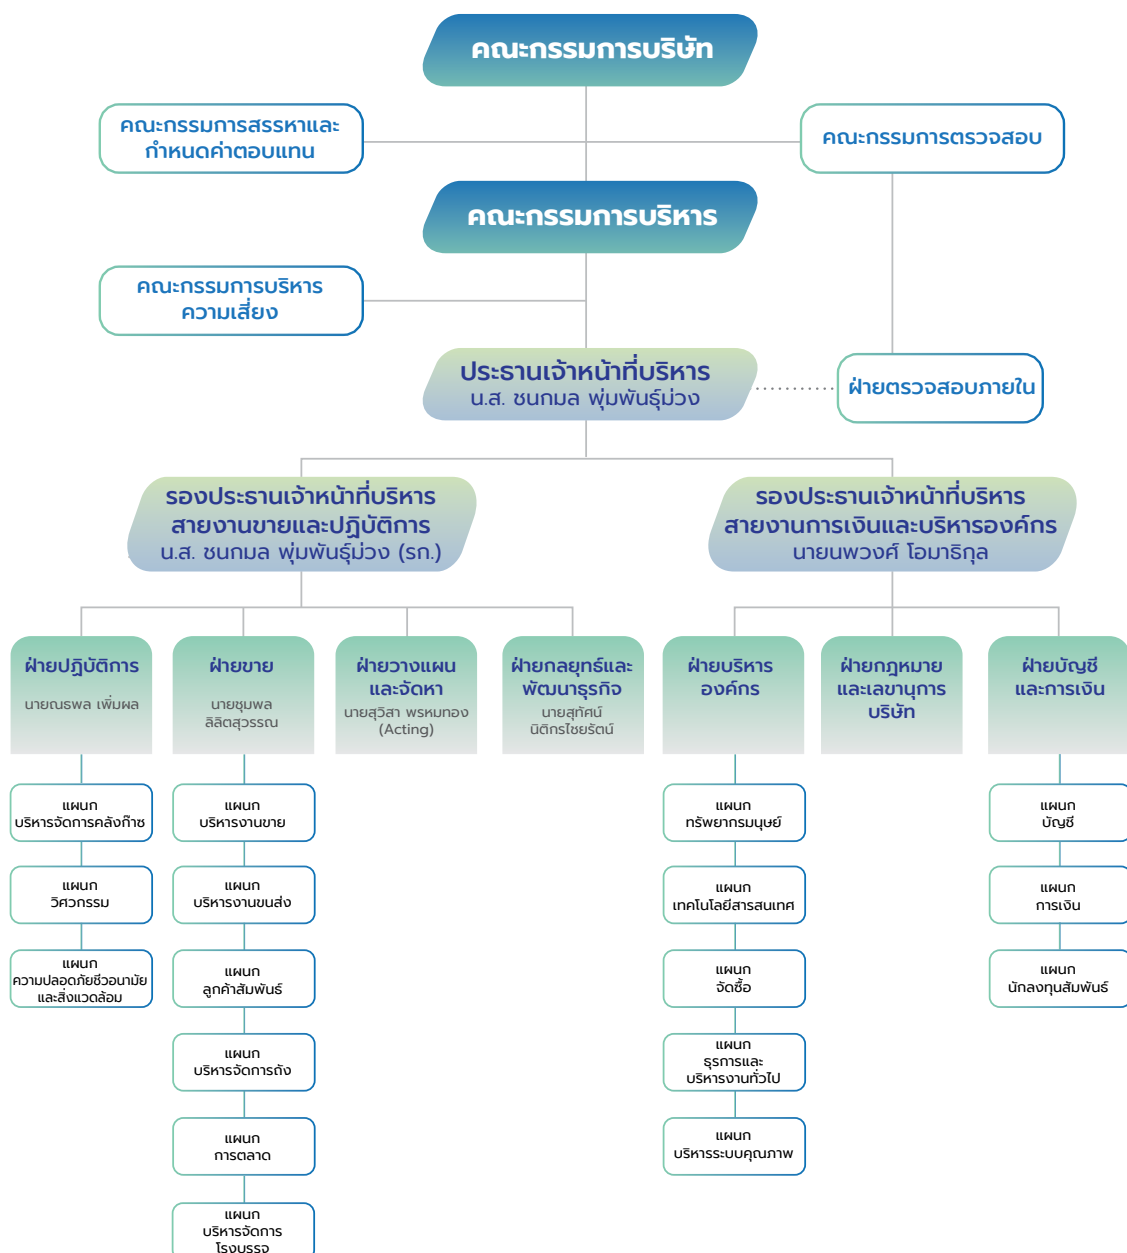 คณะกรรมการบริษัท
คณะกรรมการสรรหาและ
กำหนดค่าตอบแทน
คณะกรรมการตรวจสอบ
คณะกรรมการบริหาร
คณะกรรมการบริหาร
ความเสี่ยง
ประธานเจ้าหน้าที่บริหาร
น.ส. ชนกมล พุ่มพันธุ์ม่วง
ฝ่ายตรวจสอบภายใน
รองประธานเจ้าหน้าที่บริหาร
สายงานขายและปฏิบัติการ
น.ส. ชนกมล พุ่มพันธุ์ม่วง (รก.)
รองประธานเจ้าหน้าที่บริหาร
สายงานการเงินและบริหารองค์กร
นายนพวงศ์ โอมาธิกุล
ฝ่ายปฏิบัติการ
นายณธพล เพิ่มผล
ฝ่ายขาย
นายชุมพล
ลิลิตสุวรรณ
ฝ่ายวางแผน
และจัดหา
นายสุวิสา พรหมทอง
(Acting)
ฝ่ายกลยุทธ์และ
พัฒนาธุรกิจ
นายสุทัศน์
นิติกรไชยรัตน์
ฝ่ายบริหาร
องค์กร
ฝ่ายกฎหมาย
และเลขานุการ
บริษัท
ฝ่ายบัญชี
และการเงิน
แผนก
บริหารจัดการคลังก๊าซ
แผนก
วิศวกรรม
แผนก
ความปลอดภัยชีวอนามัย
และสิ่งแวดล้อม
แผนก
บริหารงานขาย
แผนก
บริหารงานขนส่ง
แผนก
ลูกค้าสัมพันธ์
แผนก
บริหารจัดการถัง
แผนก
การตลาด
แผนก
บริหารจัดการ
โรงบรรจุ
แผนก
ทรัพยากรมนุษย์
แผนก
เทคโนโลยีสารสนเทศ
แผนก
จัดซื้อ
แผนก
ธุรการและ
บริหารงานทั่วไป
แผนก
บริหารระบบคุณภาพ
แผนก
บัญชี
แผนก
การเงิน
แผนก
นักลงทุนสัมพันธ์